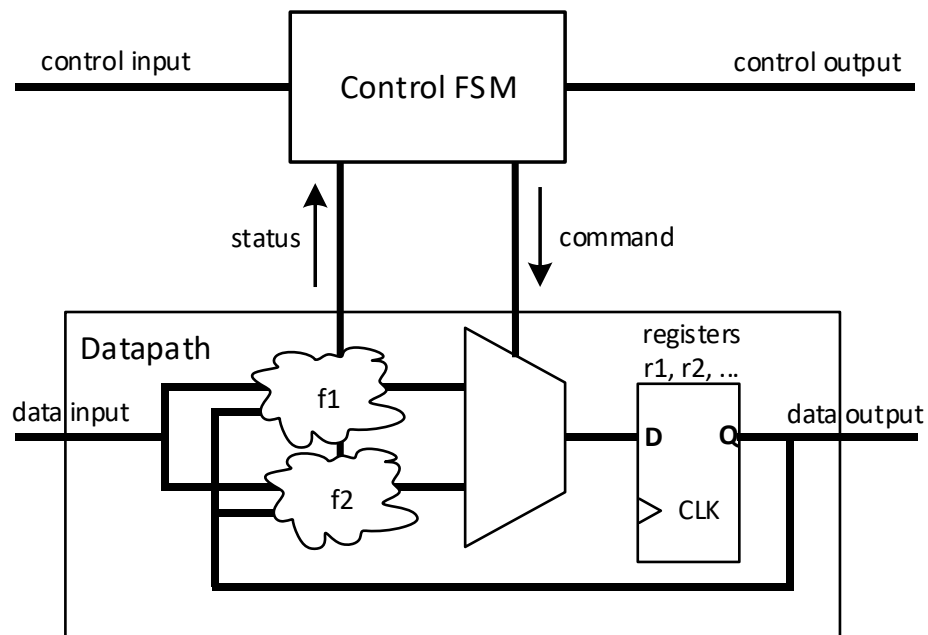 control input
Control FSM
control output
status
command
Datapath
registers
r1, r2, ...
data input
f1
D
Q
data output
f2
CLK